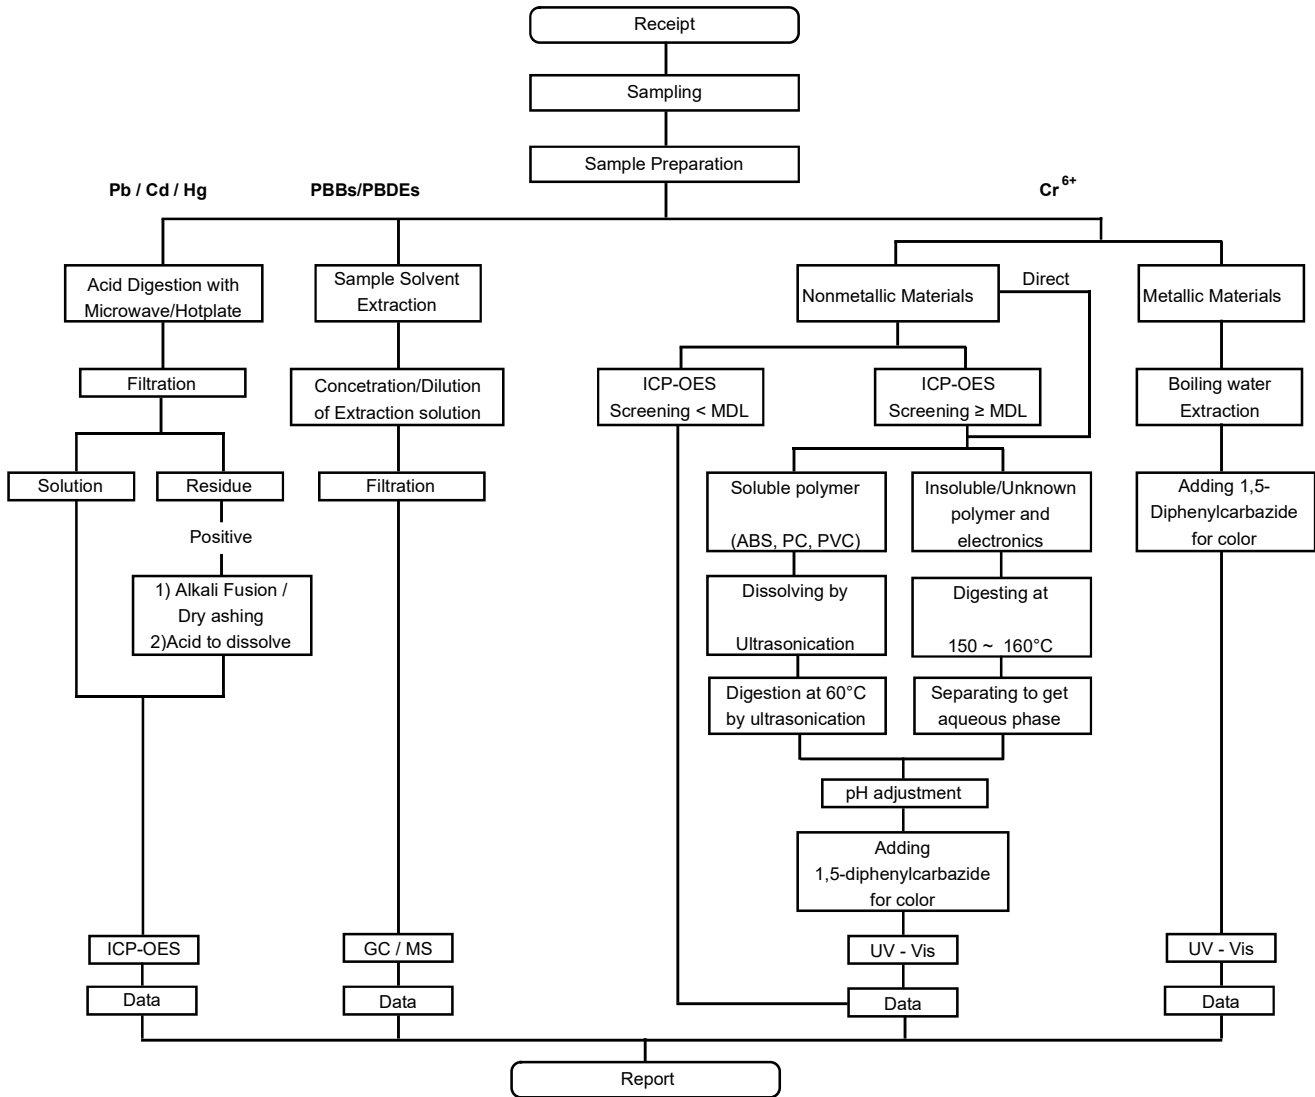 Receipt
Sampling
Sample Preparation
Pb / Cd / Hg
PBBs/PBDEs
Cr 6+
Acid Digestion with
Microwave/Hotplate
Sample Solvent
Extraction
Nonmetallic Materials
Direct
Metallic Materials
Filtration
Concetration/Dilution
of Extraction solution
ICP-OES
Screening < MDL
ICP-OES
Screening ≥ MDL
Boiling water
Extraction
Solution
Residue
Filtration
Soluble polymer
(ABS, PC, PVC)
Insoluble/Unknown
polymer and
electronics
Adding 1,5-
Diphenylcarbazide
for color
Positive
1) Alkali Fusion /
Dry ashing
2)Acid to dissolve
Dissolving by
Ultrasonication
Digesting at
150 ~ 160°C
Digestion at 60°C
by ultrasonication
Separating to get
aqueous phase
pH adjustment
Adding
1,5-diphenylcarbazide
for color
ICP-OES
GC / MS
UV - Vis
UV - Vis
Data
Data
Data
Data
Report